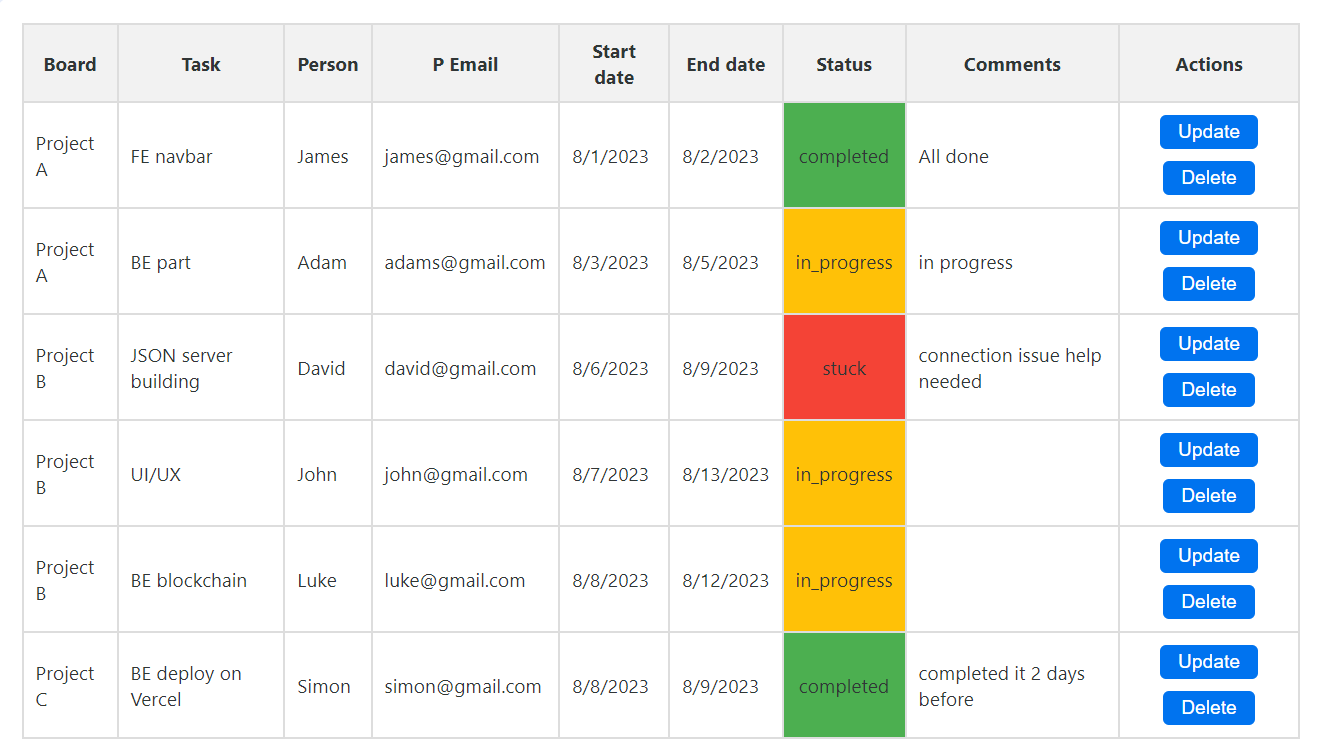 Board Task Person P Email Start date End date Status Comments Actions
Project A FE navbar James james@gmail.com 8/1/2023 8/2/2023 completed All done Update Delete
Project A BE part Adam adams@gmail.com 8/3/2023 8/5/2023 in_progress in progress Update Delete
Project B JSON server building David david@gmail.com 8/6/2023 8/9/2023 stuck connection issue help needed Update Delete
Project B UI/UX John john@gmail.com 8/7/2023 8/13/2023 in_progress Update Delete
Project B BE blockchain Luke luke@gmail.com 8/8/2023 8/12/2023 in_progress Update Delete
Project C BE deploy on Vercel Simon simon@gmail.com 8/8/2023 8/9/2023 completed completed it 2 days before Update Delete